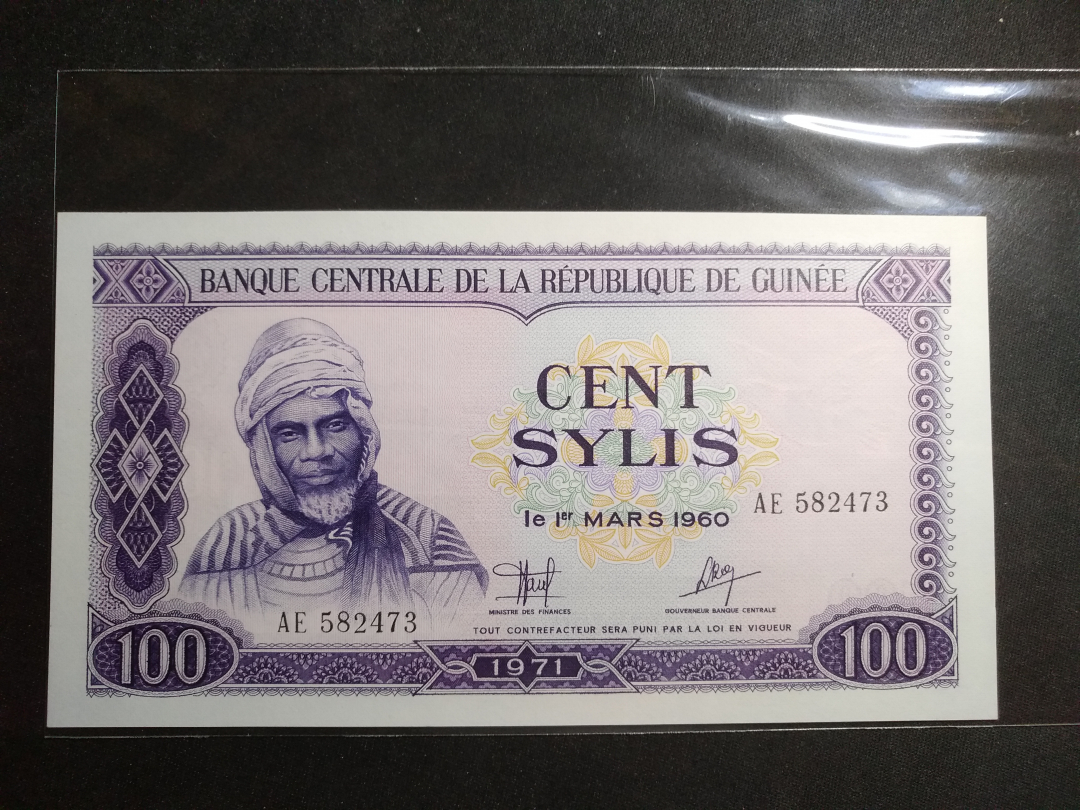 BANQUE CENTRALE DE LA RÉPUBLIQUE DE GUINÉE
CENT
SYLIS
le 1er MARS 1960
AE 582473
MINISTRE DES FINANCES
GOUVERNEUR BANQUE CENTRALE
AE 582473
TOUT CONTREFACTEUR SERA PUNI PAR LA LOI EN VIGUEUR
100
1971
100